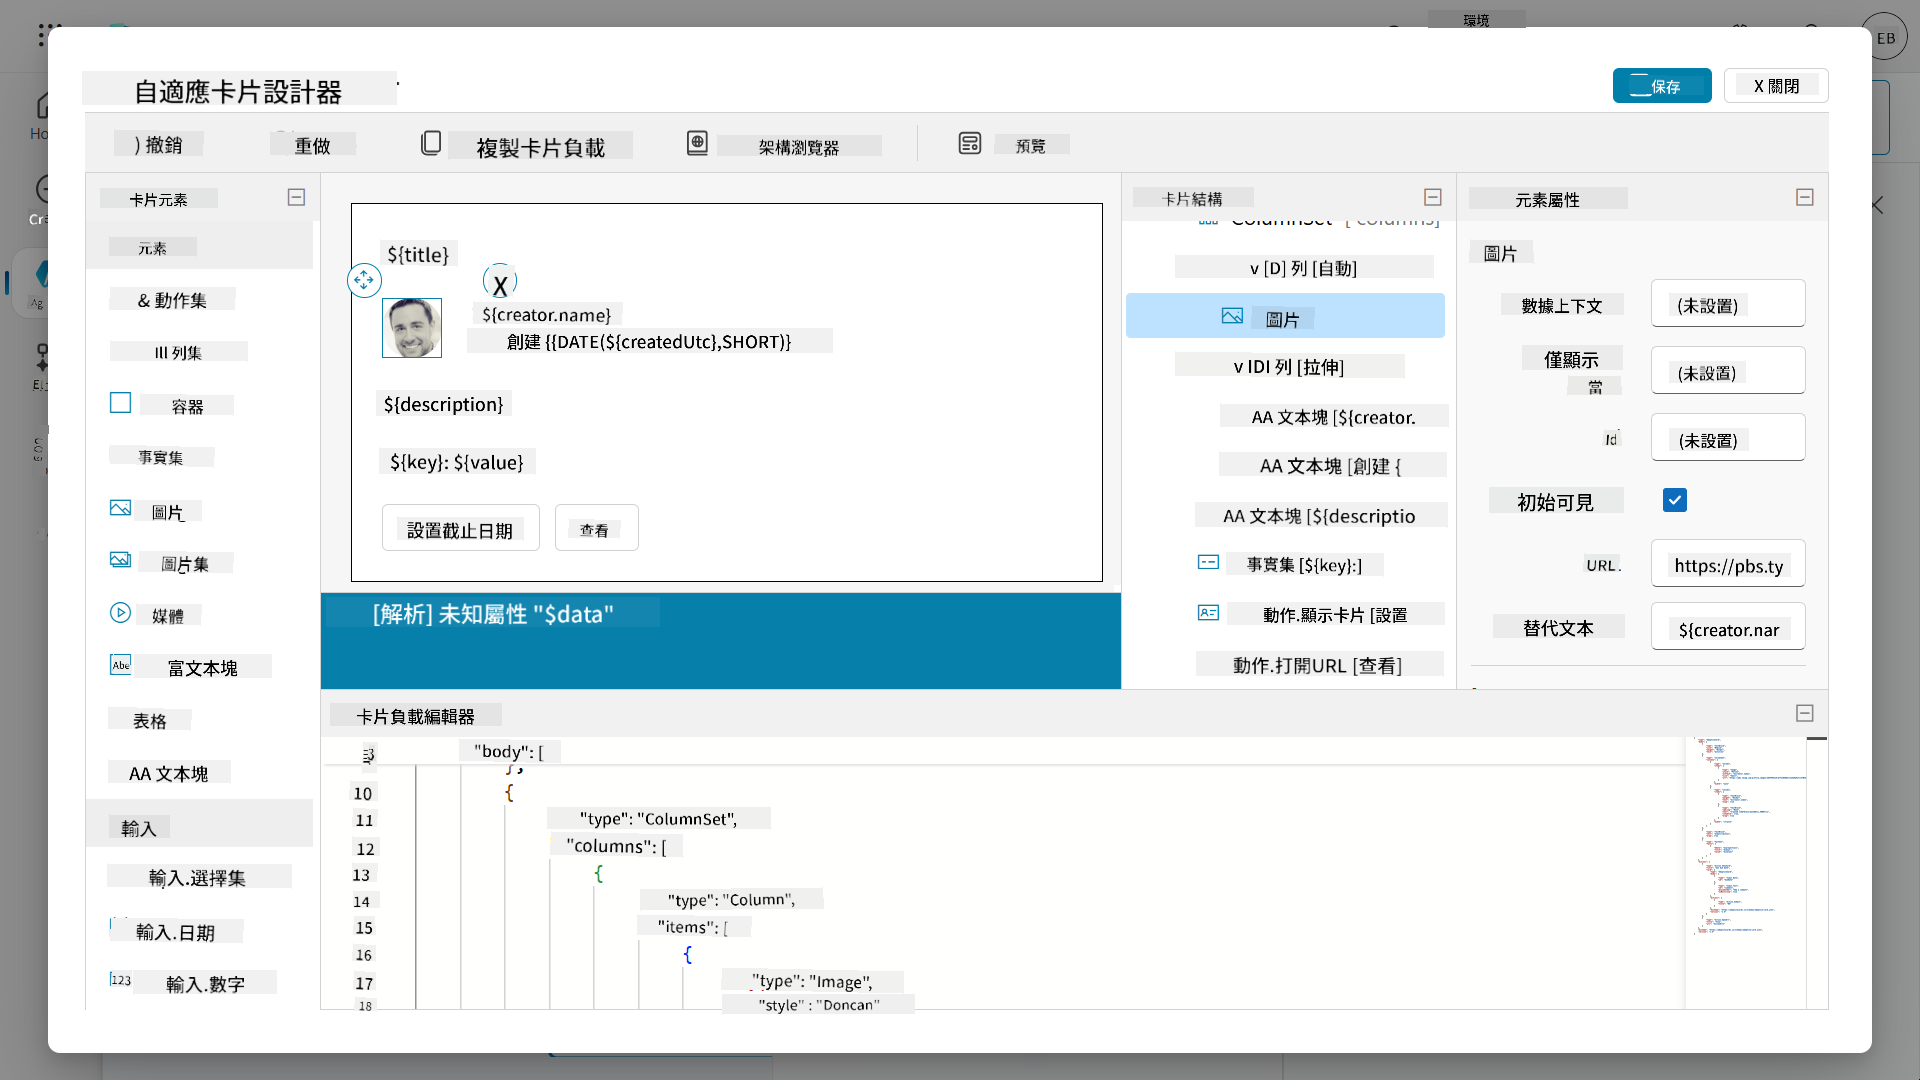 環境
EB
自適應卡片設計器
保存
X 關閉
) 撤銷
重做
複製卡片負載
架構瀏覽器
預覽
卡片元素
元素
& 動作集
Ill 列集
容器
事實集
圖片
圖片集
媒體
Abc
富文本塊
表格
AA 文本塊
輸入
輸入.選擇集
輸入.日期
123
輸入.數字
${title}
X
${creator.name}
創建 {{DATE(${createdUtc},SHORT)}}
${description}
${key}: ${value}
設置截止日期
查看
[解析] 未知屬性 "$data"
卡片結構
ColumnSet [columns]
v [D] 列 [自動]
圖片
v IDI 列 [拉伸]
AA 文本塊 [${creator.
AA 文本塊 [創建 {
AA 文本塊 [${descriptio
事實集 [${key}:]
動作.顯示卡片 [設置
動作.打開URL [查看]
元素屬性
圖片
數據上下文
(未設置)
僅顯示
當
(未設置)
Id
(未設置)
初始可見
URL.
https://pbs.ty
替代文本
${creator.nar
卡片負載編輯器
3
"body": [
},
10
{
11
"type": "ColumnSet",
12
"columns": [
13
{
14
"type": "Column",
15
"items": [
16
{
17
"type": "Image",
18
"style" : "Doncan"